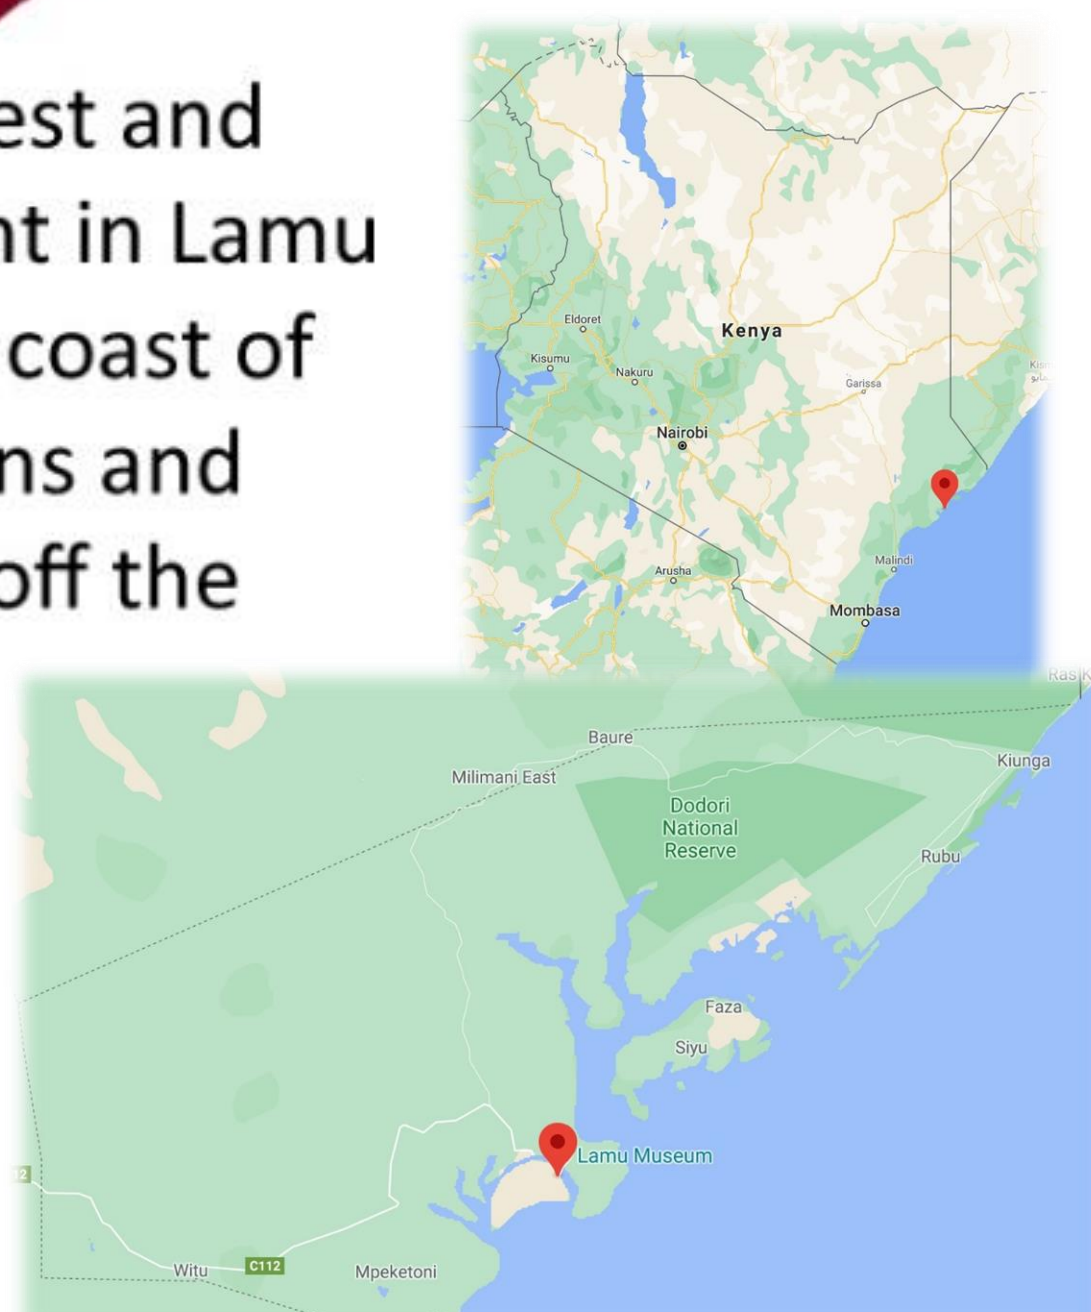 est and
nt in Lamu
coast of
ns and
off the
Eldoret
Kenya
Kisumu
Nakuru
Garissa
Nairobi
Malindi
Arusha
Mombasa
Baure
Kiunga
Milimani East
Dodori
National
Reserve
Rubu
Faza
Siyu
Lamu Museum
Witu
C112
Mpeketoni